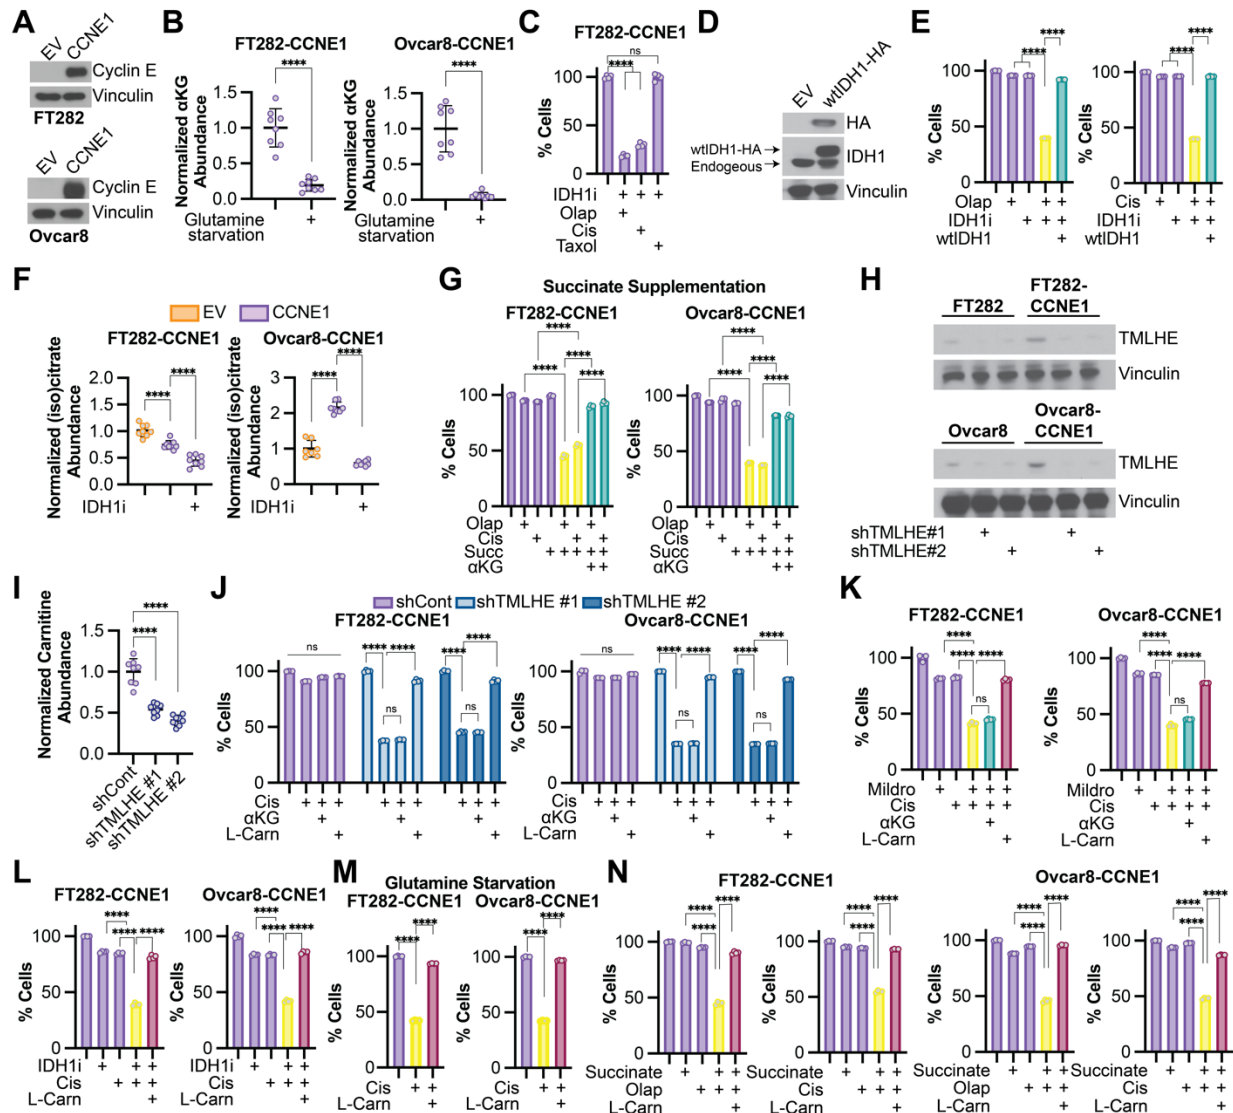 A
EV
CCNE1
Cyclin E
Vinculin
FT282
EV
CCNE1
Cyclin E
Vinculin
Ovcar8
B
FT282-CCNE1
Ovcar8-CCNE1
****
****
Normalized αKG
Abundance
1.5
1.0
0.5
0.0
Normalized αKG
Abundance
1.5
1.0
0.5
0.0
+
+
Glutamine
starvation
Glutamine
starvation
C
FT282-CCNE1
ns
****
% Cells
100
50
0
IDH1i + + + +
Olap +
Cis +
Taxol +
D
EV
wtIDH1-HA
HA
wtIDH1-HA
Endogeous
IDH1
Vinculin
E
****
****
% Cells
100
50
0
Olap + + +
IDH1i + + +
wtIDH1 +
****
****
% Cells
100
50
0
Cis + + +
IDH1i + + +
wtIDH1 +
F
EV
CCNE1
FT282-CCNE1
Ovcar8-CCNE1
****
****
****
****
Normalized (iso)citrate
Abundance
2.0
1.5
1.0
0.5
0.0
Normalized (iso)citrate
Abundance
3
2
1
0
IDH1i +
+
G
Succinate Supplementation
FT282-CCNE1
Ovcar8-CCNE1
****
****
****
****
****
****
****
****
% Cells
100
50
0
% Cells
100
50
0
Olap + + +
Cis + + +
Succ + + + + +
αKG + +
Olap + + +
Cis + + +
Succ + + + + +
αKG + +
H
FT282
FT282-
CCNE1
TMLHE
Vinculin
Ovcar8
Ovcar8-
CCNE1
TMLHE
Vinculin
shTMLHE#1 + +
shTMLHE#2 + +
I
****
****
Normalized Carnitine
Abundance
1.5
1.0
0.5
0.0
shCont
shTMLHE #1
shTMLHE #2
J
shCont
shTMLHE #1
shTMLHE #2
FT282-CCNE1
Ovcar8-CCNE1
ns
****
****
ns
****
****
ns
ns
****
****
ns
****
****
ns
% Cells
100
50
0
% Cells
100
50
0
Cis + + + + + + + + +
αKG + + +
L-Carn + + +
Cis + + + + + + + + +
αKG + + +
L-Carn + + +
K
FT282-CCNE1
Ovcar8-CCNE1
****
****
****
ns
****
****
****
ns
% Cells
100
50
0
% Cells
100
50
0
Mildro + + + +
Cis + + + +
αKG +
L-Carn +
Mildro + + + +
Cis + + + +
αKG +
L-Carn +
L
FT282-CCNE1
Ovcar8-CCNE1
****
****
****
****
****
****
% Cells
100
50
0
% Cells
100
50
0
IDH1i + + +
Cis + + +
L-Carn +
IDH1i + + +
Cis + + +
L-Carn +
M
Glutamine Starvation
FT282-CCNE1
Ovcar8-CCNE1
****
****
****
****
% Cells
100
50
0
% Cells
100
50
0
Cis + +
L-Carn +
Cis + +
L-Carn +
N
FT282-CCNE1
Ovcar8-CCNE1
****
****
****
****
****
****
****
****
****
****
****
****
% Cells
100
50
0
% Cells
100
50
0
% Cells
100
50
0
% Cells
100
50
0
Succinate + + +
Olap + + +
L-Carn +
Succinate + + +
Cis + + +
L-Carn +
Succinate + + +
Olap + + +
L-Carn +
Succinate + + +
Cis + + +
L-Carn +